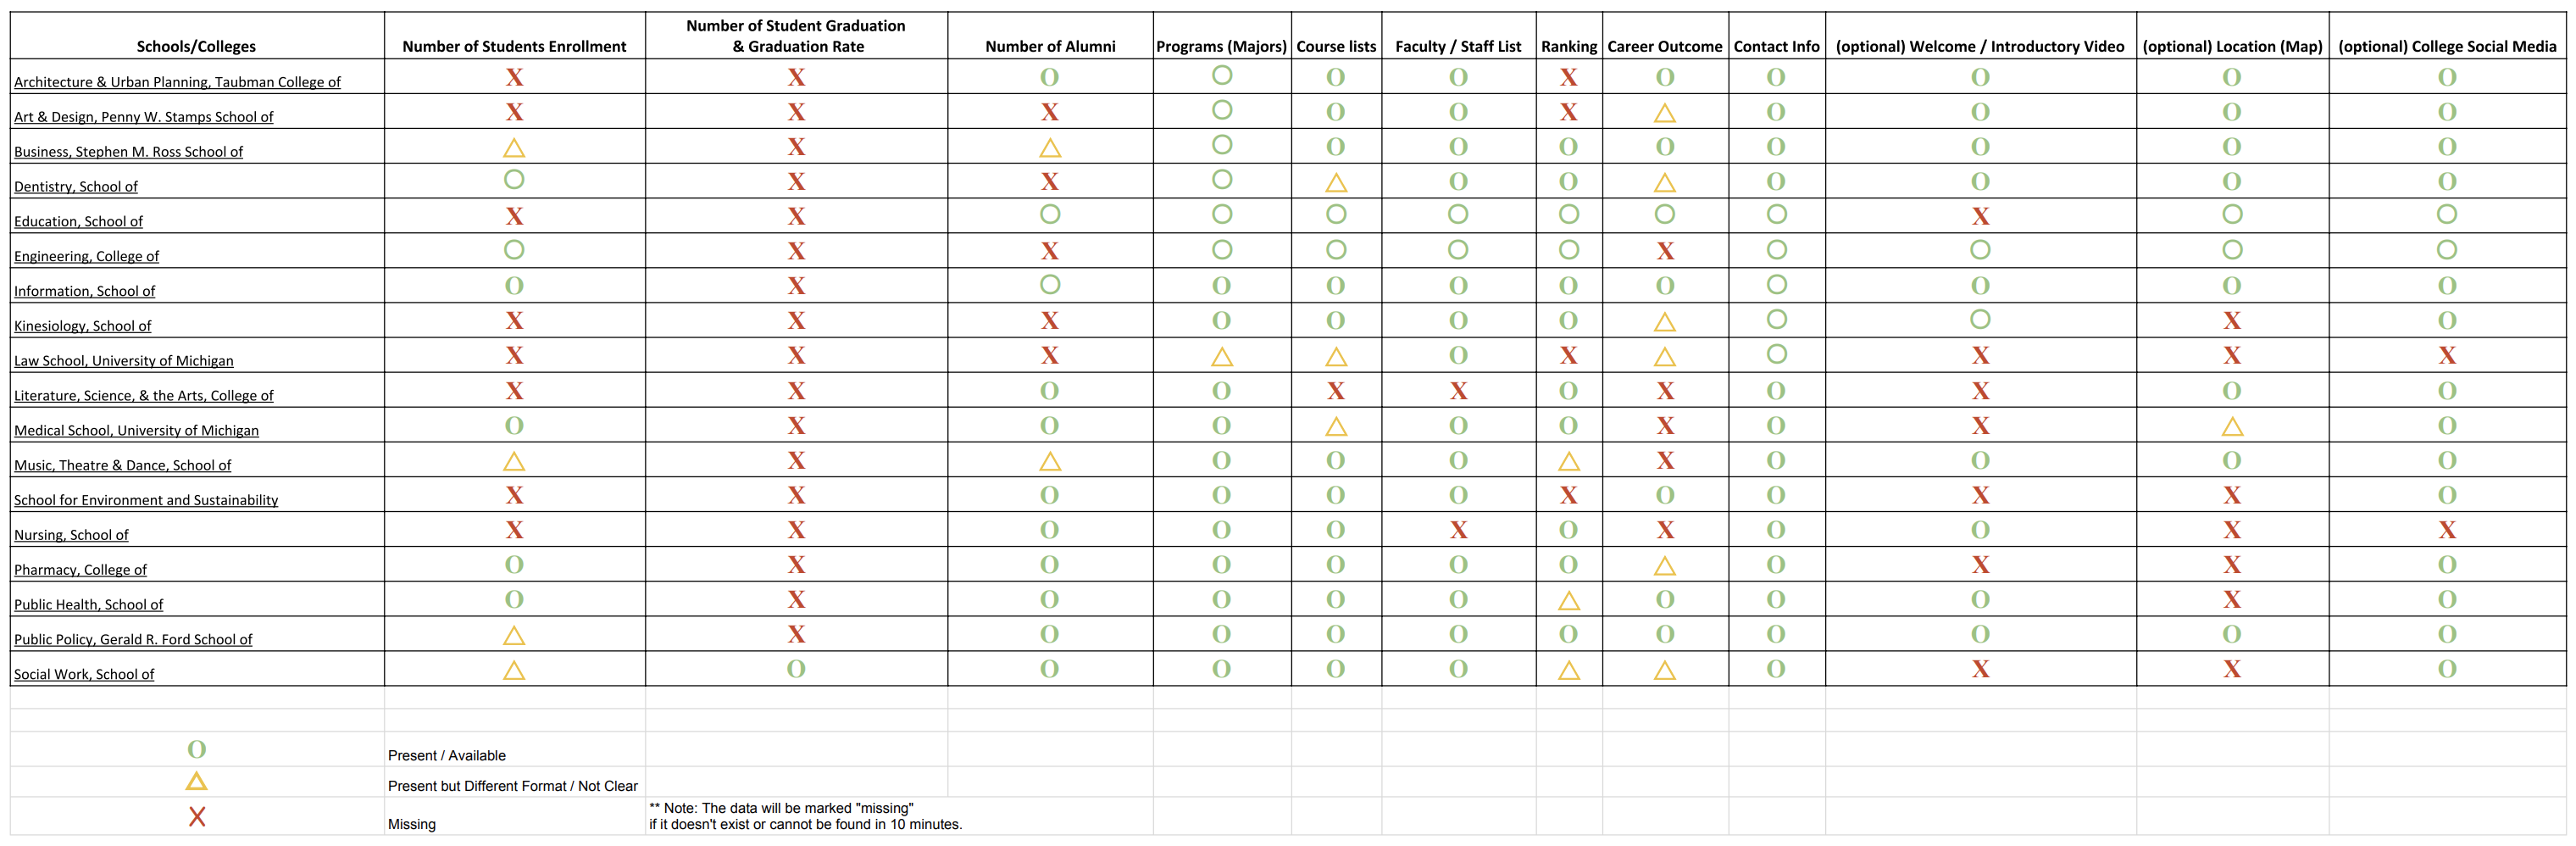 Number of Student Graduation
Schools/Colleges Number of Students Enrollment & Graduation Rate Number of Alumni Programs (Majors) Course lists Faculty / Staff List Ranking Career Outcome Contact Info (optional) Welcome / Introductory Video (optional) Location (Map) (optional) College Social Media
Architecture & Urban Planning, Taubman College of X X O O O O X O O O O O
Art & Design, Penny W. Stamps School of X X X O O O X △ O O O O
Business, Stephen M. Ross School of △ X △ O O O O O O O O O
Dentistry, School of O X X O △ O O △ O O O O
Education, School of X X O O O O O O O X O O
Engineering, College of O X X O O O O X O O O O
Information, School of O X O O O O O O O O O O
Kinesiology, School of X X X O O O O △ O O X O
Law School, University of Michigan X X X △ △ O X △ O X X X
Literature, Science, & the Arts, College of X X O O X X O X O X O O
Medical School, University of Michigan O X O O △ O O X O X △ O
Music, Theatre & Dance, School of △ X △ O O O △ X O O O O
School for Environment and Sustainability X X O O O O X O O X X O
Nursing, School of X X O O O X O X O O X X
Pharmacy, College of O X O O O O O △ O X X O
Public Health, School of O X O O O O △ O O O X O
Public Policy, Gerald R. Ford School of △ X O O O O O O O O O O
Social Work, School of △ O O O O O △ △ O X X O
O Present / Available
△ Present but Different Format / Not Clear
X Missing
** Note: The data will be marked "missing"
if it doesn't exist or cannot be found in 10 minutes.